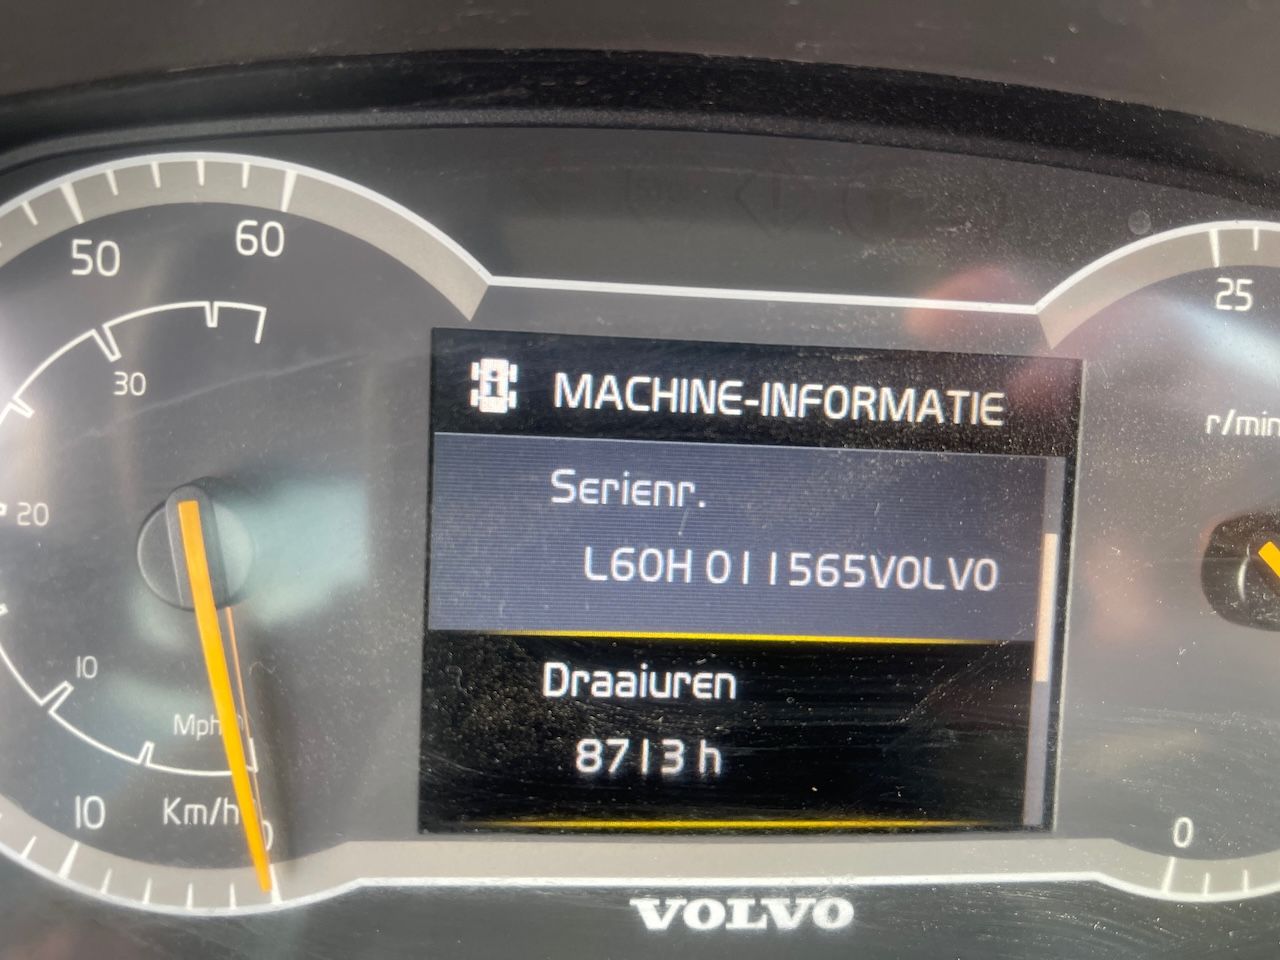 50
60
30
20
10
Mph
10
Km/h
0
MACHINE-INFORMATIE
Serienr.
L60H 011565VOLVO
Draaiuren
8713 h
25
r/min
0
VOLVO